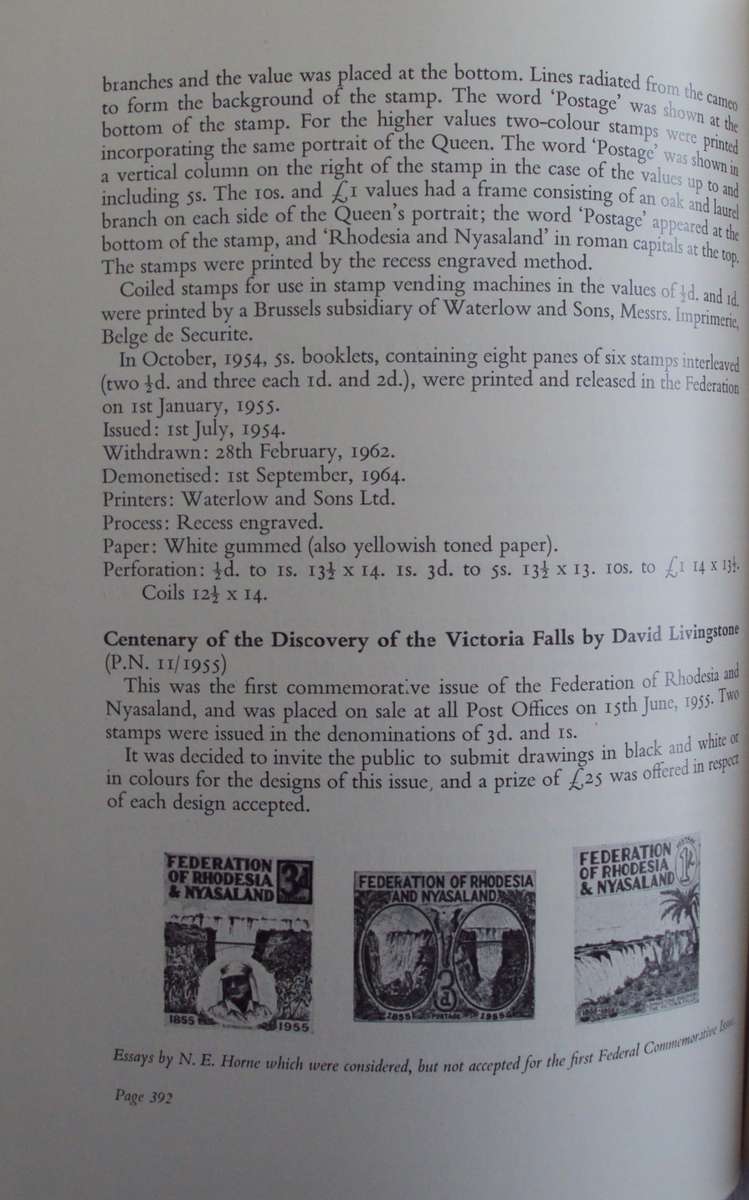 branches and the value was placed at the bottom. Lines radiated from the cameo
to form the background of the stamp. The word ‘Postage’ was shown at the
bottom of the stamp. For the higher values two-colour stamps were printed
incorporating the same portrait of the Queen. The word ‘Postage’ was shown in
a vertical column on the right of the stamp in the case of the values up to and
including 5s. The 10s. and £1 values had a frame consisting of an oak and laurel
branch on each side of the Queen’s portrait; the word ‘Postage’ appeared at the
bottom of the stamp, and ‘Rhodesia and Nyasaland’ in roman capitals at the top.
The stamps were printed by the recess engraved method.
Coiled stamps for use in stamp vending machines in the values of ½d. and 1d.
were printed by a Brussels subsidiary of Waterlow and Sons, Messrs. Imprimerie,
Belge de Securite.
In October, 1954, 5s. booklets, containing eight panes of six stamps interleaved
(two ½d. and three each 1d. and 2d.), were printed and released in the Federation
on 1st January, 1955.
Issued: 1st July, 1954.
Withdrawn: 28th February, 1962.
Demonetised: 1st September, 1964.
Printers: Waterlow and Sons Ltd.
Process: Recess engraved.
Paper: White gummed (also yellowish toned paper).
Perforation: ½d. to 1s. 13½ x 14. 1s. 3d. to 5s. 13½ x 13. 10s. to £1 14 x 13½.
Coils 12½ x 14.
Centenary of the Discovery of the Victoria Falls by David Livingstone
(P.N. 11/1955)
This was the first commemorative issue of the Federation of Rhodesia and
Nyasaland, and was placed on sale at all Post Offices on 15th June, 1955. Two
stamps were issued in the denominations of 3d. and 1s.
It was decided to invite the public to submit drawings in black and white or
in colours for the designs of this issue, and a prize of £25 was offered in respect
of each design accepted.
FEDERATION
OF RHODESIA
& NYASALAND
3d
1855
1955
FEDERATION OF RHODESIA
AND NYASALAND
3d
1855 POSTAGE 1955
FEDERATION
OF RHODESIA
& NYASALAND
POSTAGE
1/-
Essays by N. E. Horne which were considered, but not accepted for the first Federal Commemorative Issue.
Page 392